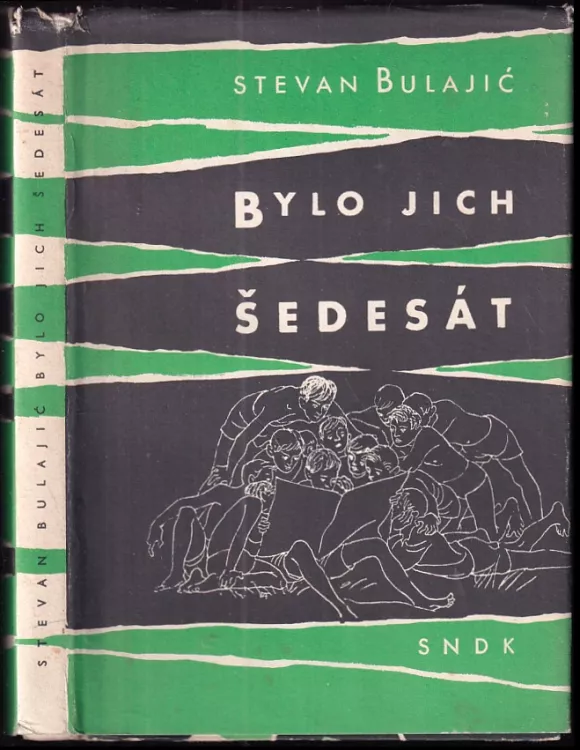 STEVAN BULAJIĆ
BYLO JICH
ŠEDESÁT
SNDK
STEVAN BULAJIĆ BYLO JICH ŠEDESÁT